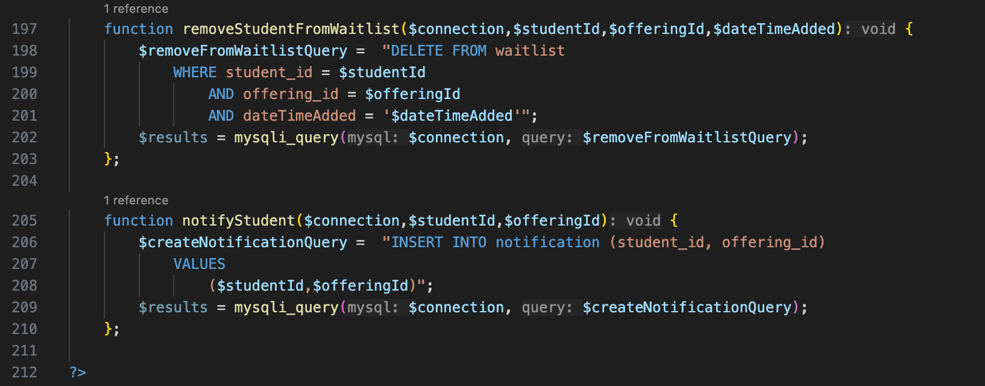 1 reference
197 function removeStudentFromWaitlist($connection,$studentId,$offeringId,$dateTimeAdded): void {
198 $removeFromWaitlistQuery =  "DELETE FROM waitlist
199 WHERE student_id = $studentId
200 AND offering_id = $offeringId
201 AND dateTimeAdded = '$dateTimeAdded'";
202 $results = mysqli_query(mysql: $connection, query: $removeFromWaitlistQuery);
203 };
204
1 reference
205 function notifyStudent($connection,$studentId,$offeringId): void {
206 $createNotificationQuery =  "INSERT INTO notification (student_id, offering_id)
207 VALUES
208 ($studentId,$offeringId)";
209 $results = mysqli_query(mysql: $connection, query: $createNotificationQuery);
210 };
211
212 ?>